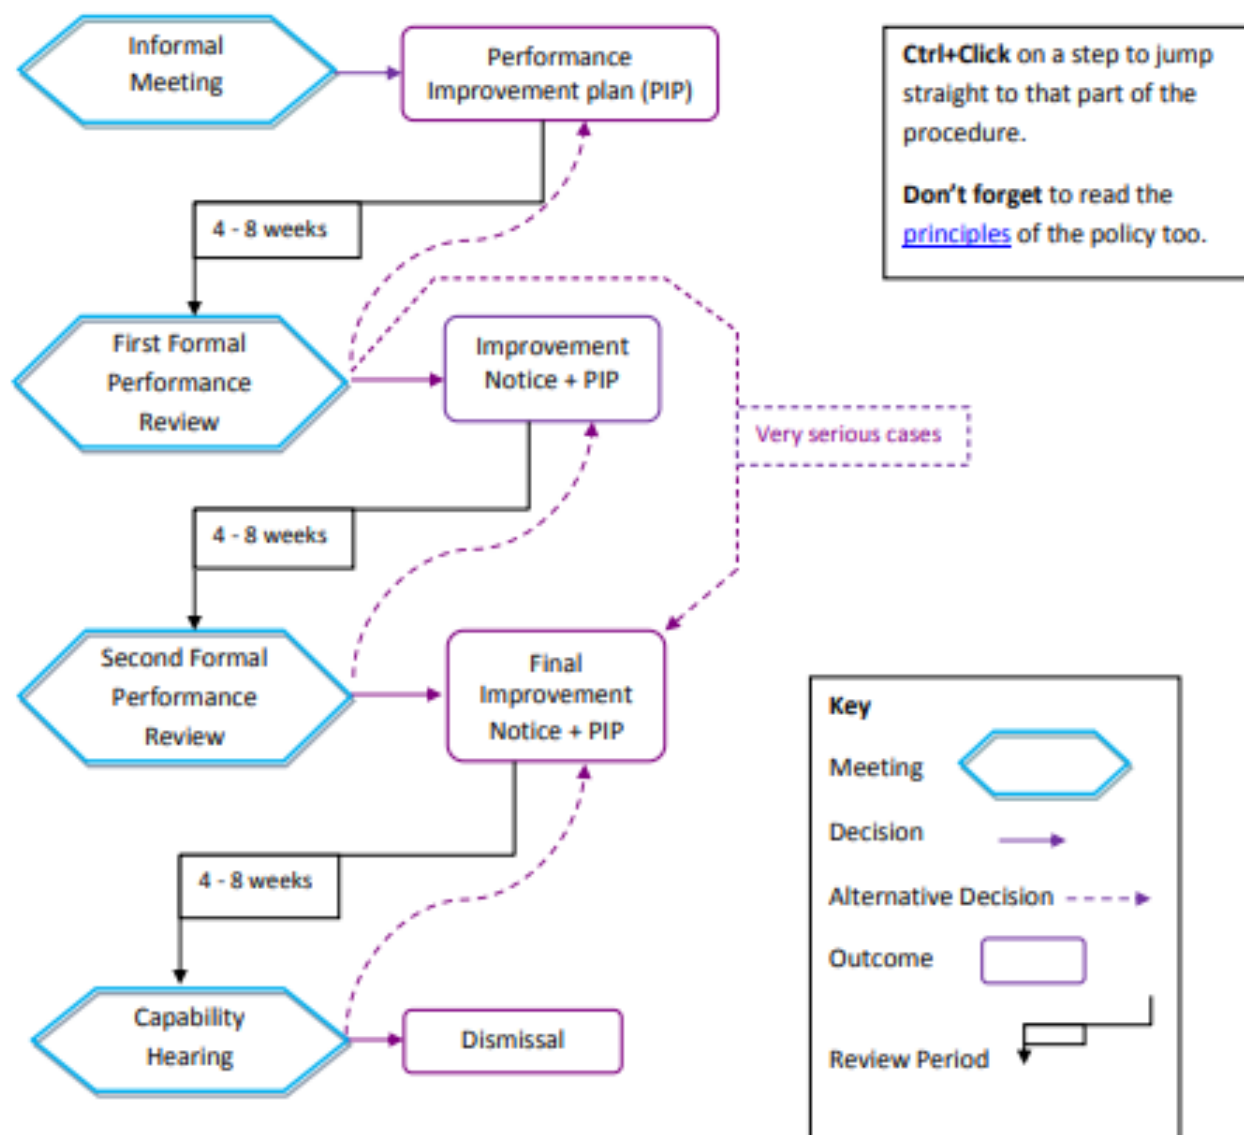 Informal
Meeting
Performance
Improvement plan (PIP)
Ctrl+Click on a step to jump
straight to that part of the
procedure.
Don't forget to read the
principles of the policy too.
4 - 8 weeks
First Formal
Performance
Review
Improvement
Notice + PIP
Very serious cases
4 - 8 weeks
Second Formal
Performance
Review
Final
Improvement
Notice + PIP
4 - 8 weeks
Capability
Hearing
Dismissal
Key
Meeting
Decision
Alternative Decision
Outcome
Review Period